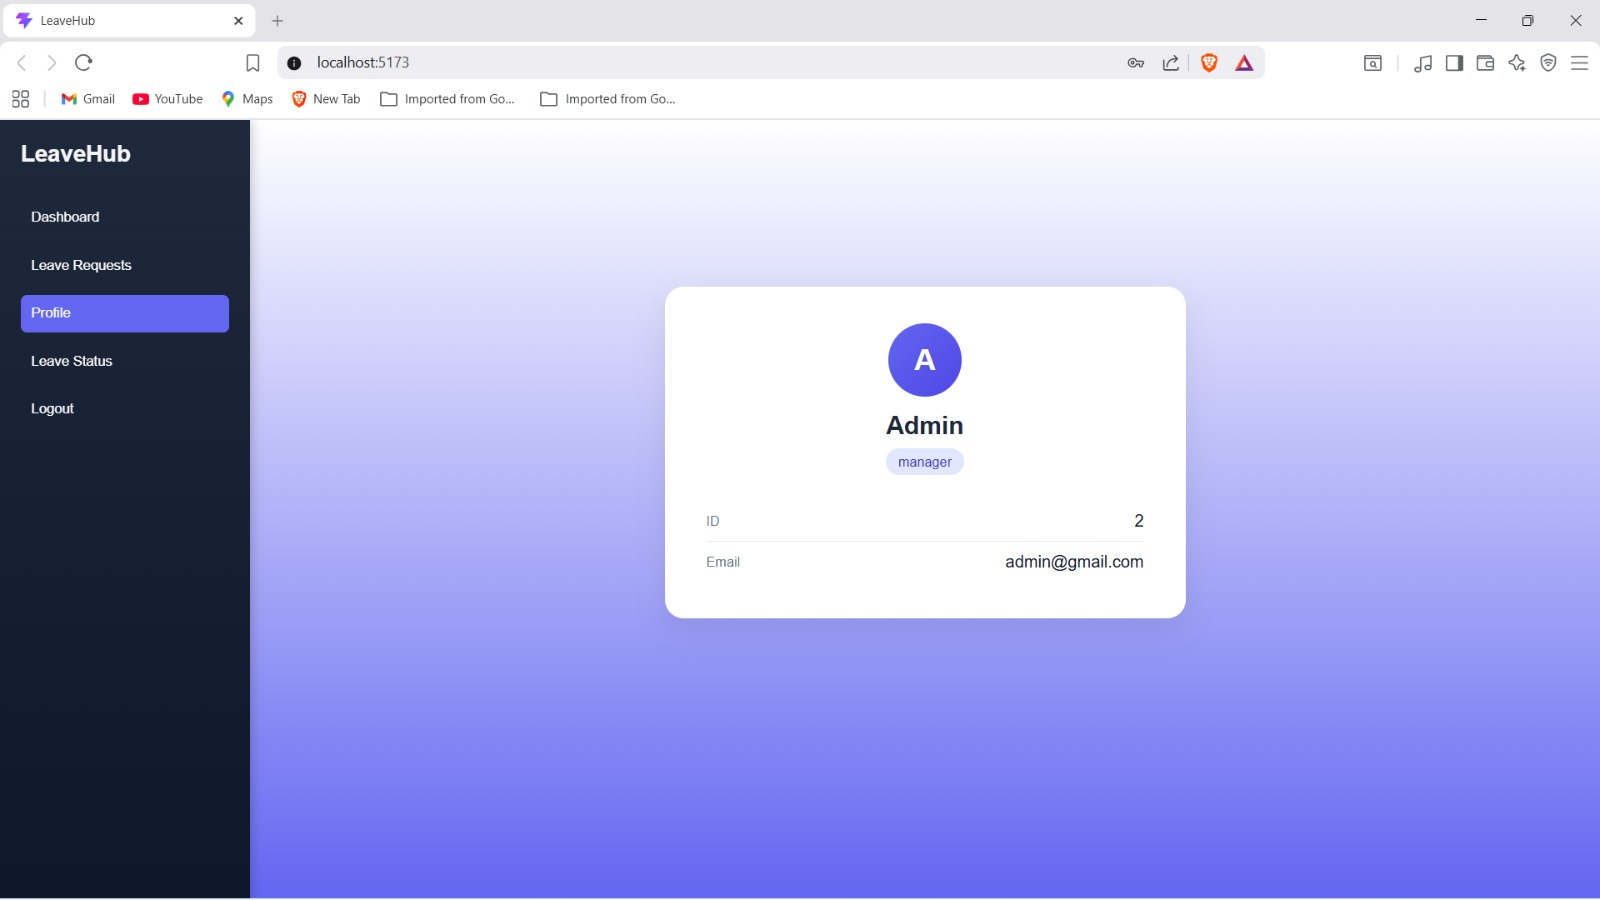 LeaveHub
localhost:5173
Gmail
YouTube
Maps
New Tab
Imported from Go...
Imported from Go...
LeaveHub
Dashboard
Leave Requests
Profile
Leave Status
Logout
A
Admin
manager
ID 2
Email admin@gmail.com